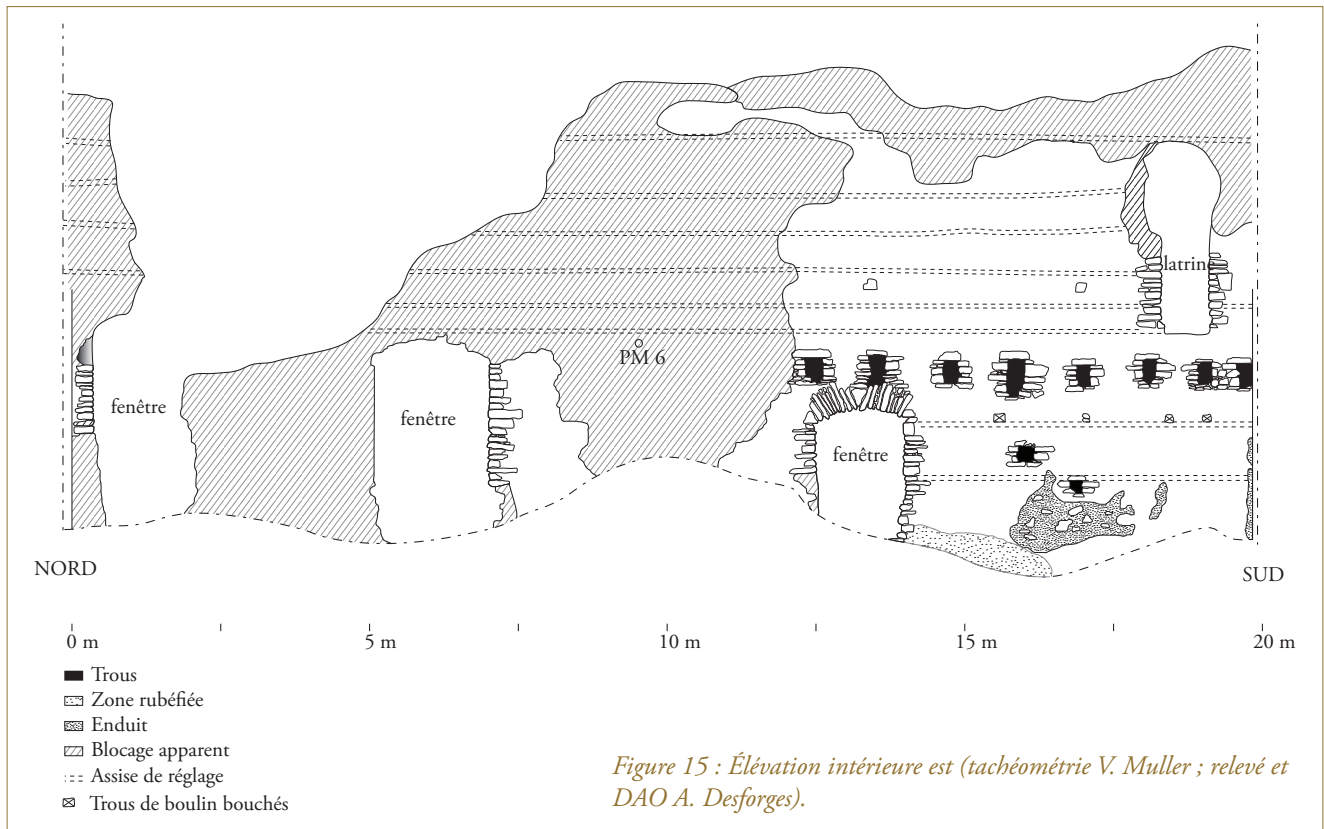 latrine
PM 6
fenêtre
fenêtre
fenêtre
NORD
SUD
0 m
5 m
10 m
15 m
20 m
Trous
Zone rubéfiée
Enduit
Blocage apparent
Assise de réglage
Trous de boulin bouchés
Figure 15 : Élévation intérieure est (tachéométrie V. Muller ; relevé et
DAO A. Desforges).